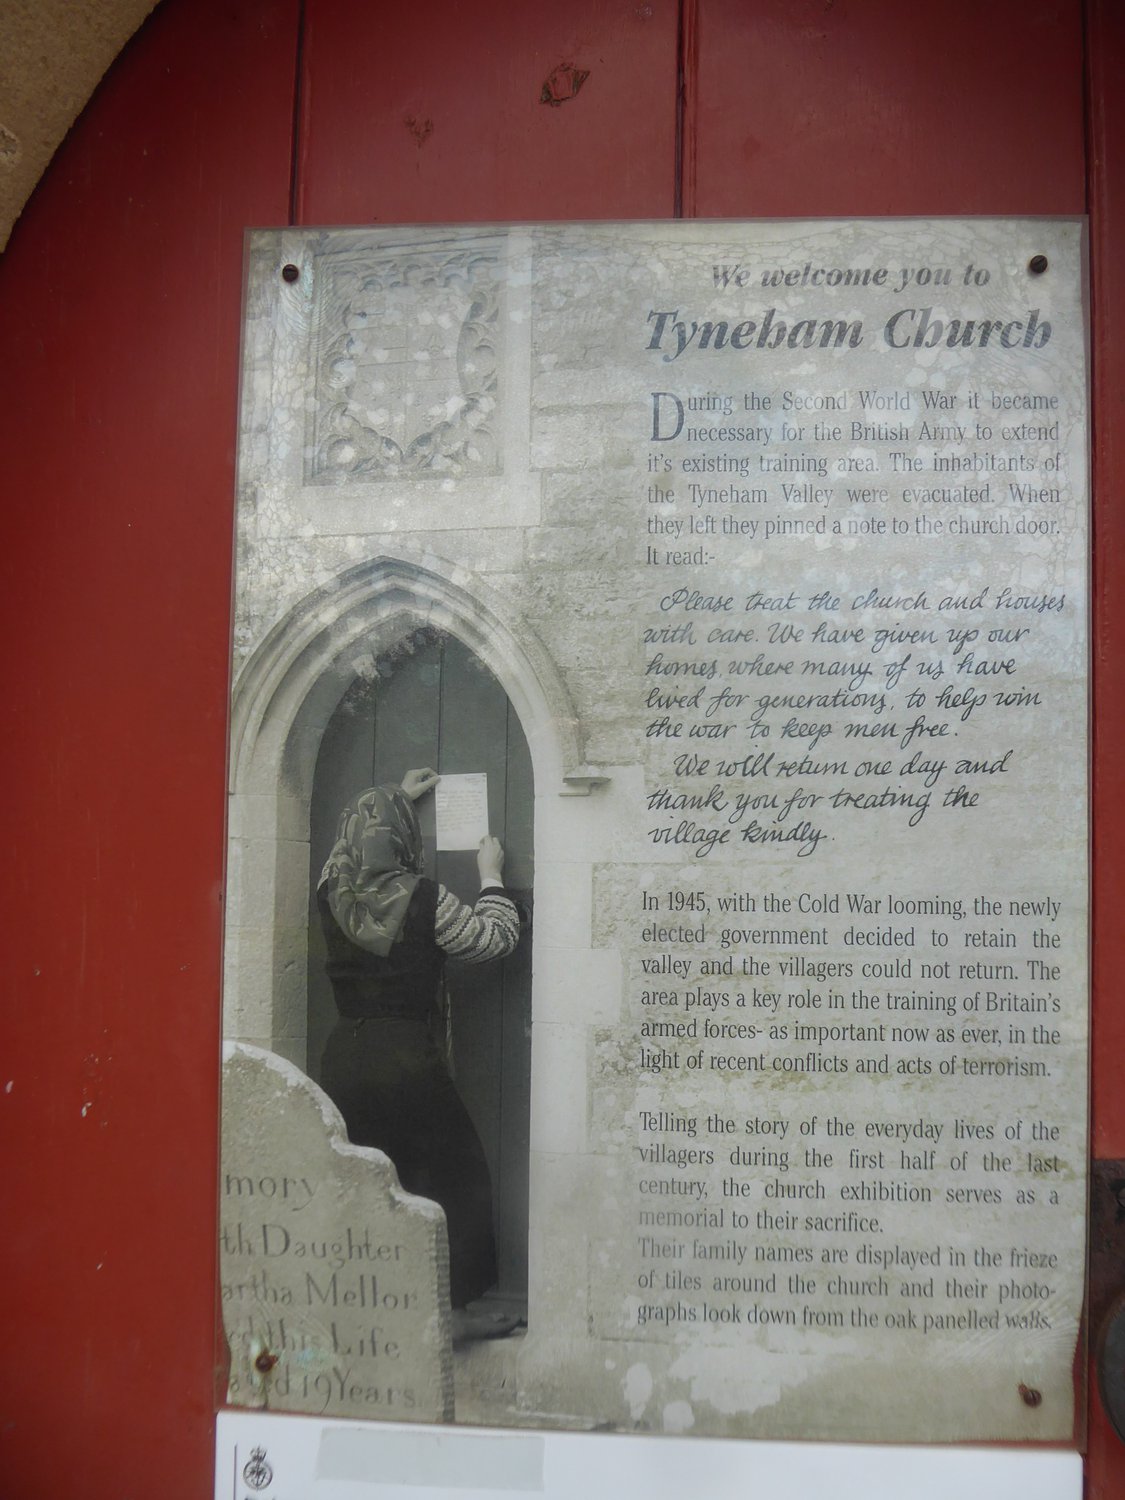 We welcome you to
Tyneham Church
During the Second World War it became
necessary for the British Army to extend
it's existing training area. The inhabitants of
the Tyneham Valley were evacuated. When
they left they pinned a note to the church door.
It read:-
Please treat the church and houses
with care. We have given up our
homes, where many of us have
lived for generations, to help win
the war to keep men free.
We will return one day and
thank you for treating the
village kindly.
In 1945, with the Cold War looming, the newly
elected government decided to retain the
valley and the villagers could not return. The
area plays a key role in the training of Britain's
armed forces- as important now as ever, in the
light of recent conflicts and acts of terrorism.
Telling the story of the everyday lives of the
villagers during the first half of the last
century, the church exhibition serves as a
memorial to their sacrifice.
Their family names are displayed in the frieze
of tiles around the church and their photo-
graphs look down from the oak panelled walls.
mory
th Daughter
artha Mellor
this Life
d 19 Years